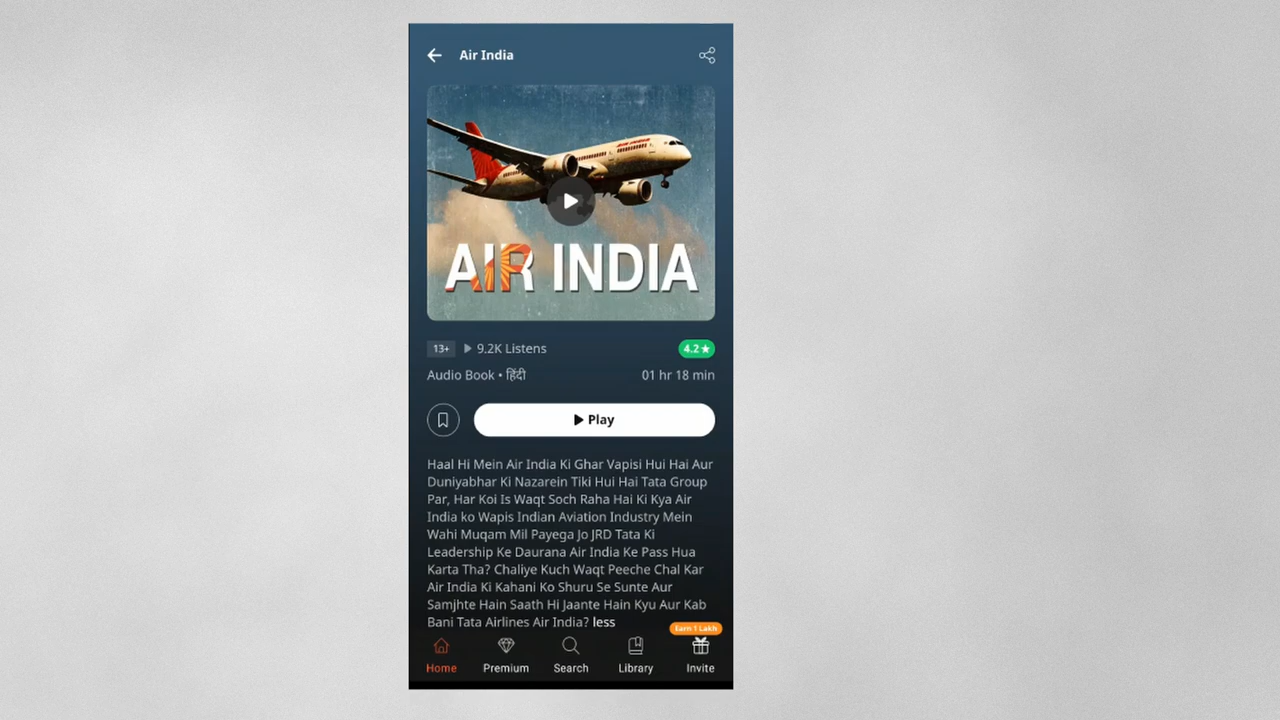 Air India
AIR INDIA
AIR INDIA
13+ 9.2K Listens 4.2★
Audio Book • हिंदी 01 hr 18 min
Play
Haal Hi Mein Air India Ki Ghar Vapisi Hui Hai Aur
Duniyabhar Ki Nazarein Tiki Hui Hai Tata Group
Par, Har Koi Is Waqt Soch Raha Hai Ki Kya Air
India ko Wapis Indian Aviation Industry Mein
Wahi Muqam Mil Payega Jo JRD Tata Ki
Leadership Ke Daurana Air India Ke Pass Hua
Karta Tha? Chaliye Kuch Waqt Peeche Chal Kar
Air India Ki Kahani Ko Shuru Se Sunte Aur
Samjhte Hain Saath Hi Jaante Hain Kyu Aur Kab
Bani Tata Airlines Air India? less
Earn 1 Lakh
Home Premium Search Library Invite